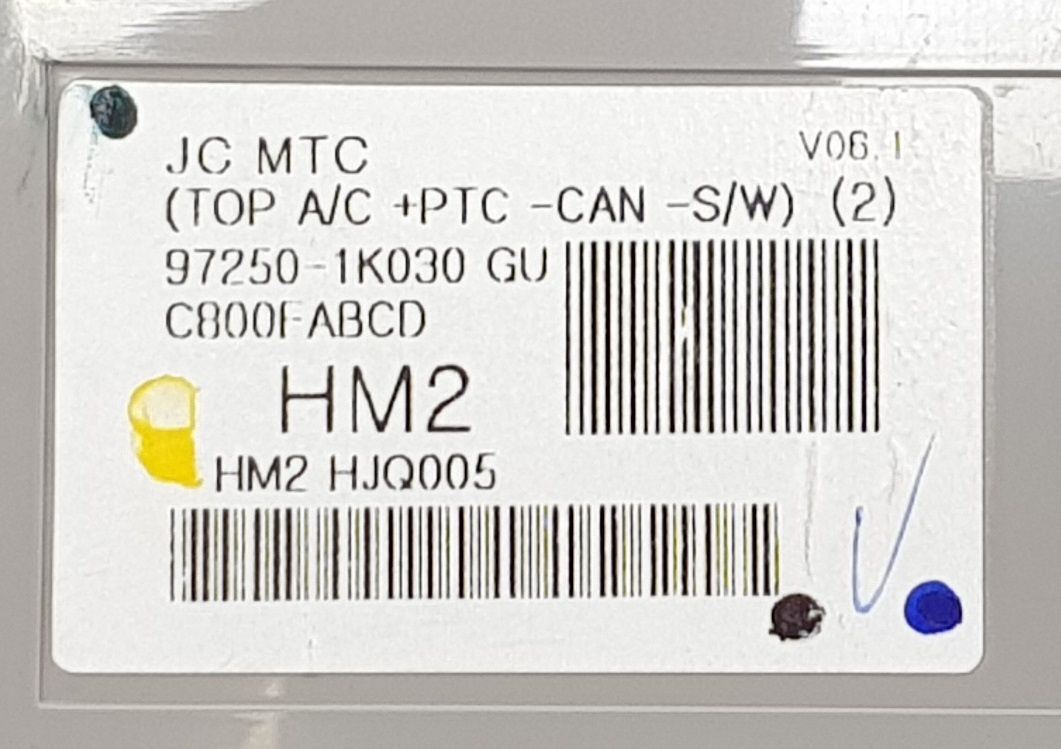 JC MTC
V06.1
(TOP A/C +PTC -CAN -S/W) (2)
97250-1K030 GU
C800FABCD
HM2
HM2 HJQ005